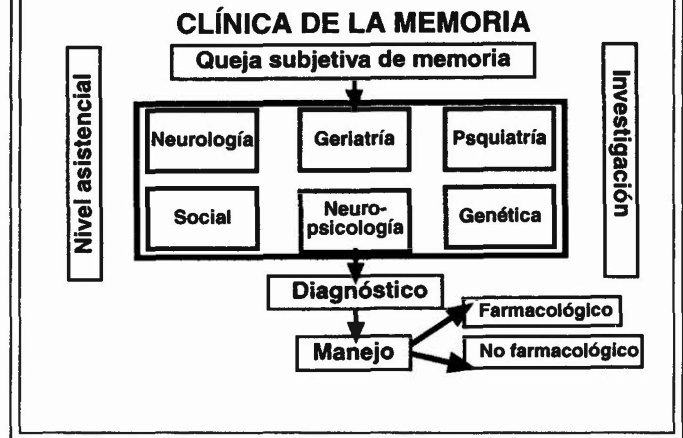 CLÍNICA DE LA MEMORIA
Queja subjetiva de memoria
Nivel asistencial
Investigación
Neurología
Geriatría
Psquiatría
Social
Neuro-
psicología
Genética
Diagnóstico
Manejo
Farmacológico
No farmacológico